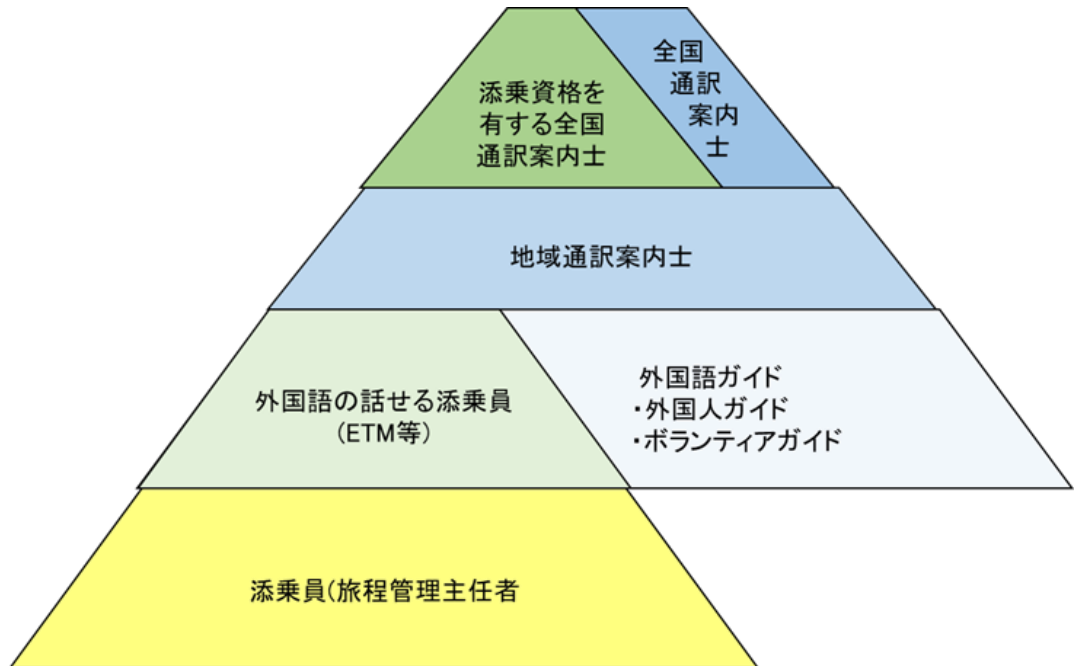 添乗資格を
有する全国
通訳案内士
全国
通訳
案内
士
地域通訳案内士
外国語の話せる添乗員
(ETM等)
外国語ガイド
・外国人ガイド
・ボランティアガイド
添乗員(旅程管理主任者